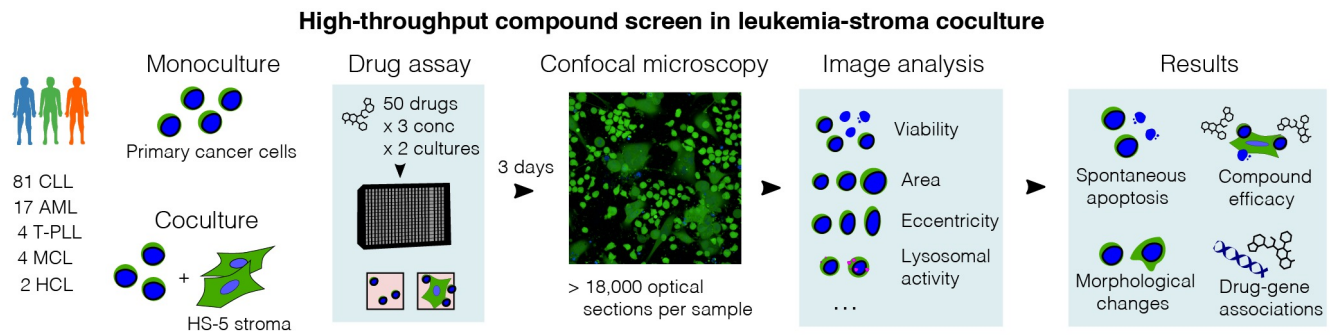 High-throughput compound screen in leukemia-stroma coculture
Monoculture
Primary cancer cells
81 CLL
17 AML
4 T-PLL
4 MCL
2 HCL
Coculture
+
HS-5 stroma
Drug assay
50 drugs
x 3 conc
x 2 cultures
3 days
Confocal microscopy
> 18,000 optical
sections per sample
Image analysis
Viability
Area
Eccentricity
Lysosomal
activity
...
Results
Spontaneous
apoptosis
Compound
efficacy
Morphological
changes
Drug-gene
associations